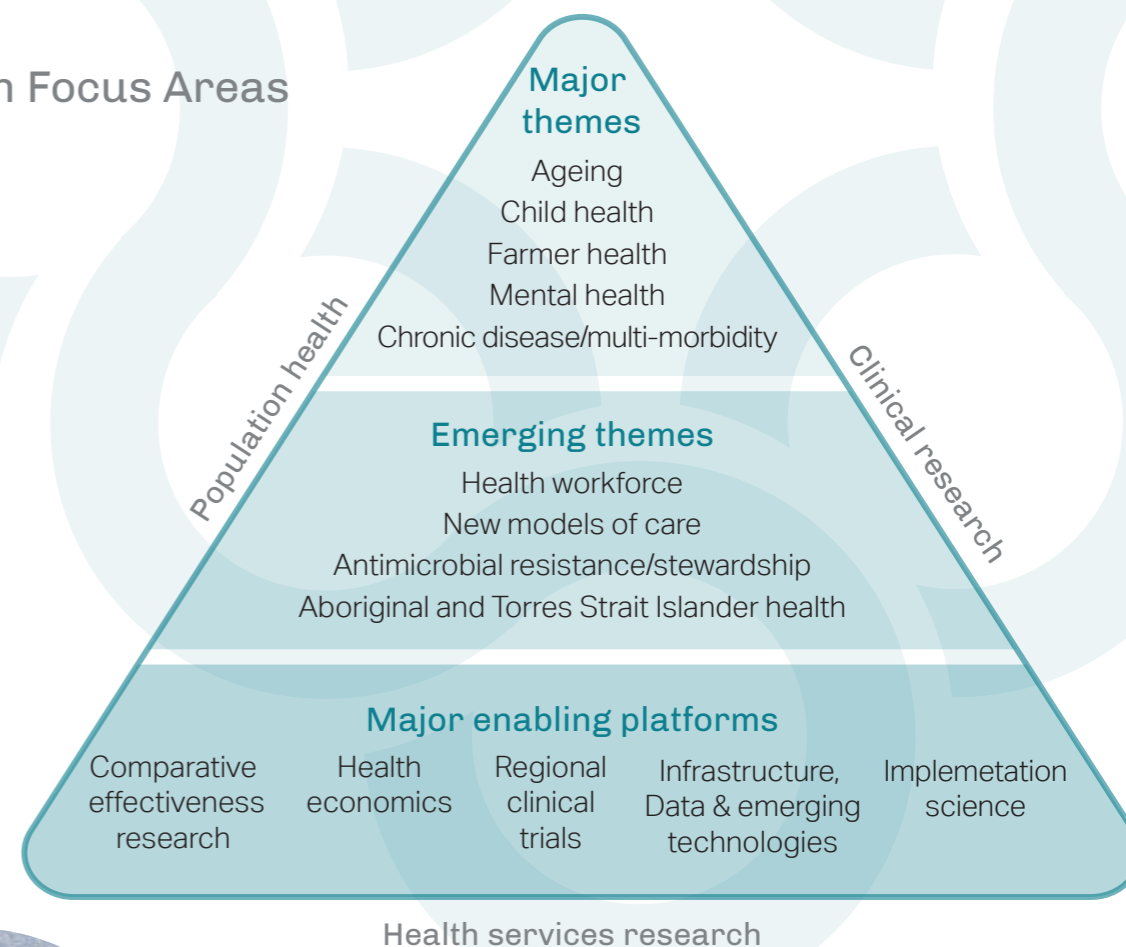 n Focus Areas
Major
themes
Ageing
Child health
Farmer health
Mental health
Chronic disease/multi-morbidity
Population health
Clinical research
Emerging themes
Health workforce
New models of care
Antimicrobial resistance/stewardship
Aboriginal and Torres Strait Islander health
Major enabling platforms
Comparative
effectiveness
research
Health
economics
Regional
clinical
trials
Infrastructure,
Data & emerging
technologies
Implemetation
science
Health services research